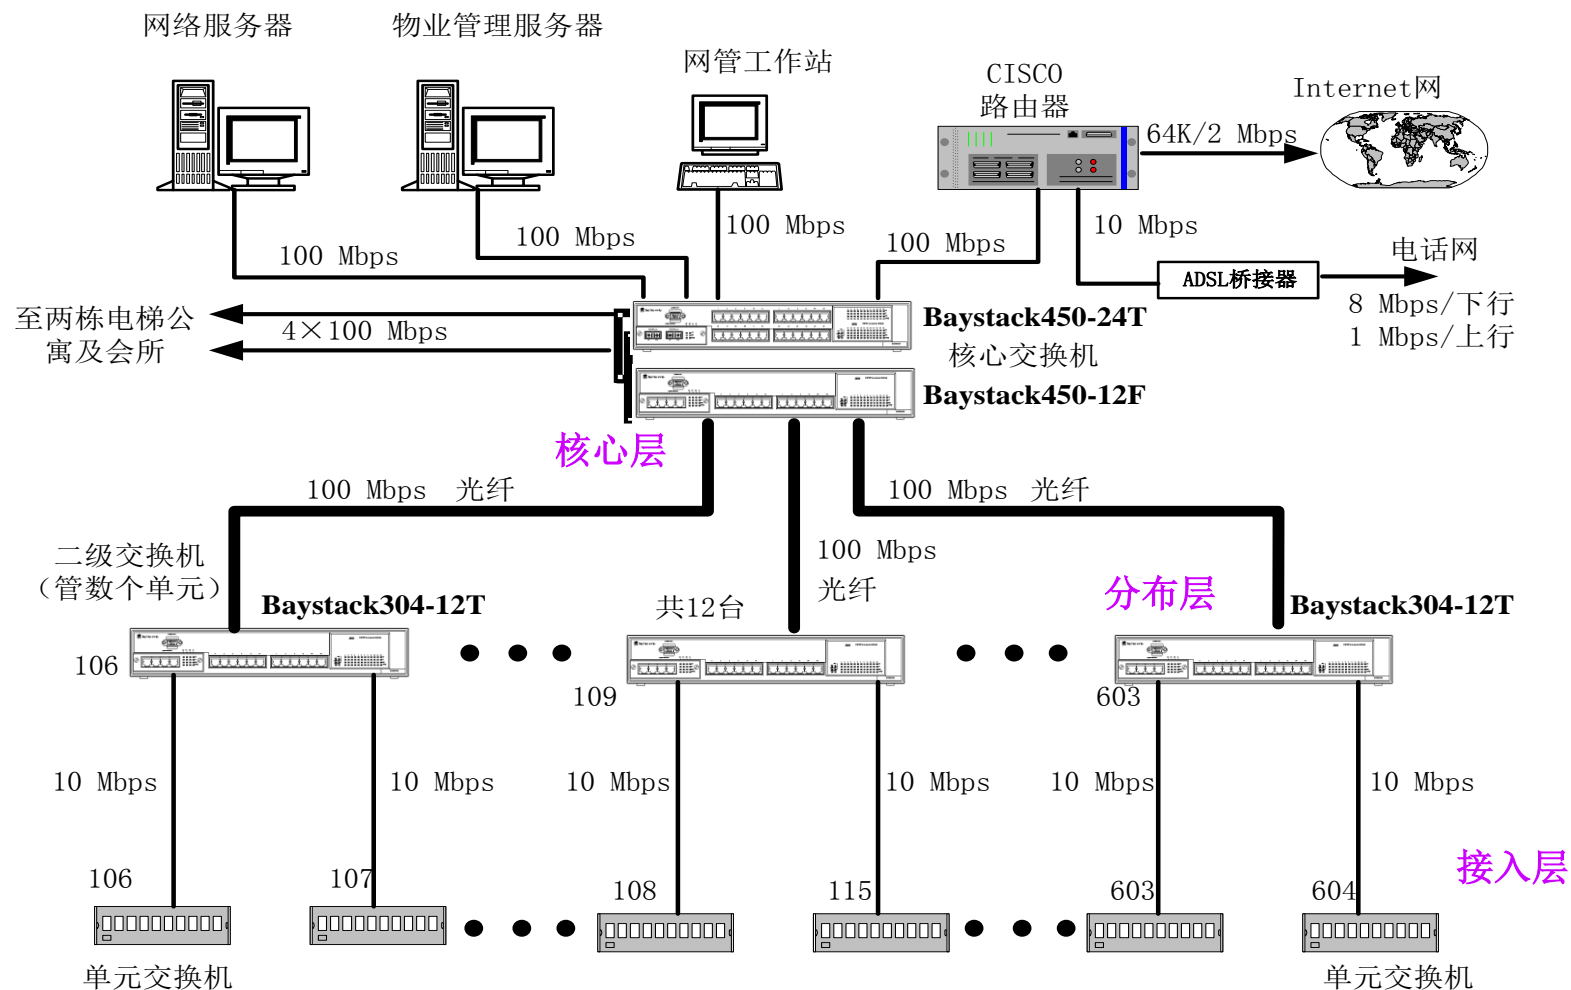 网络服务器
物业管理服务器
网管工作站
CISCO
路由器
Internet网
64K/2 Mbps
100 Mbps
100 Mbps
100 Mbps
100 Mbps
10 Mbps
电话网
ADSL桥接器
8 Mbps/下行
1 Mbps/上行
至两栋电梯公
寓及会所
4×100 Mbps
Baystack450-24T
核心交换机
Baystack450-12F
核心层
100 Mbps 光纤
100 Mbps 光纤
100 Mbps
光纤
二级交换机
（管数个单元）
Baystack304-12T
共12台
分布层
Baystack304-12T
106
109
603
10 Mbps
10 Mbps
10 Mbps
10 Mbps
10 Mbps
10 Mbps
接入层
106
107
108
115
603
604
单元交换机
单元交换机